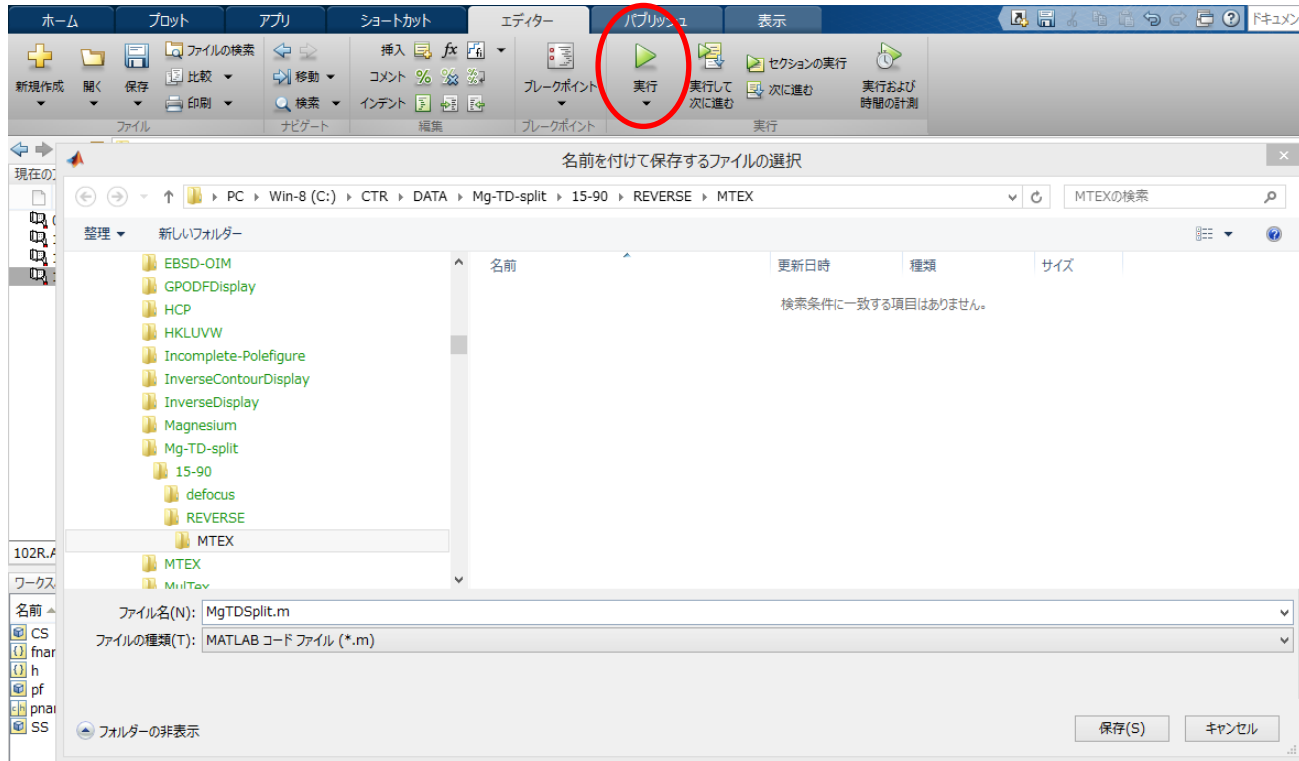 ホーム プロット アプリ ショートカット エディター パブリッシュ 表示 ドキュメン
新規作成 開く 保存 ファイルの検索 比較 印刷 移動 検索 挿入 fx コメント インデント ブレークポイント 実行 実行して 次に進む セクションの実行 次に進む 実行および 時間の計測
ファイル ナビゲート 編集 ブレークポイント 実行
名前を付けて保存するファイルの選択
現在の
PC Win-8 (C:) CTR DATA Mg-TD-split 15-90 REVERSE MTEX MTEXの検索
整理 新しいフォルダー
EBSD-OIM 名前 更新日時 種類 サイズ
GPODFDisplay
HCP 検索条件に一致する項目はありません。
HKLUVW
Incomplete-Polefigure
InverseContourDisplay
InverseDisplay
Magnesium
Mg-TD-split
15-90
defocus
REVERSE
MTEX
102R.A
MTEX
MulTex
ワークス
名前 ファイル名(N): MgTDSplit.m
CS ファイルの種類(T): MATLAB コード ファイル (*.m)
fnar
h
pf
pnar
SS フォルダーの非表示 保存(S) キャンセル